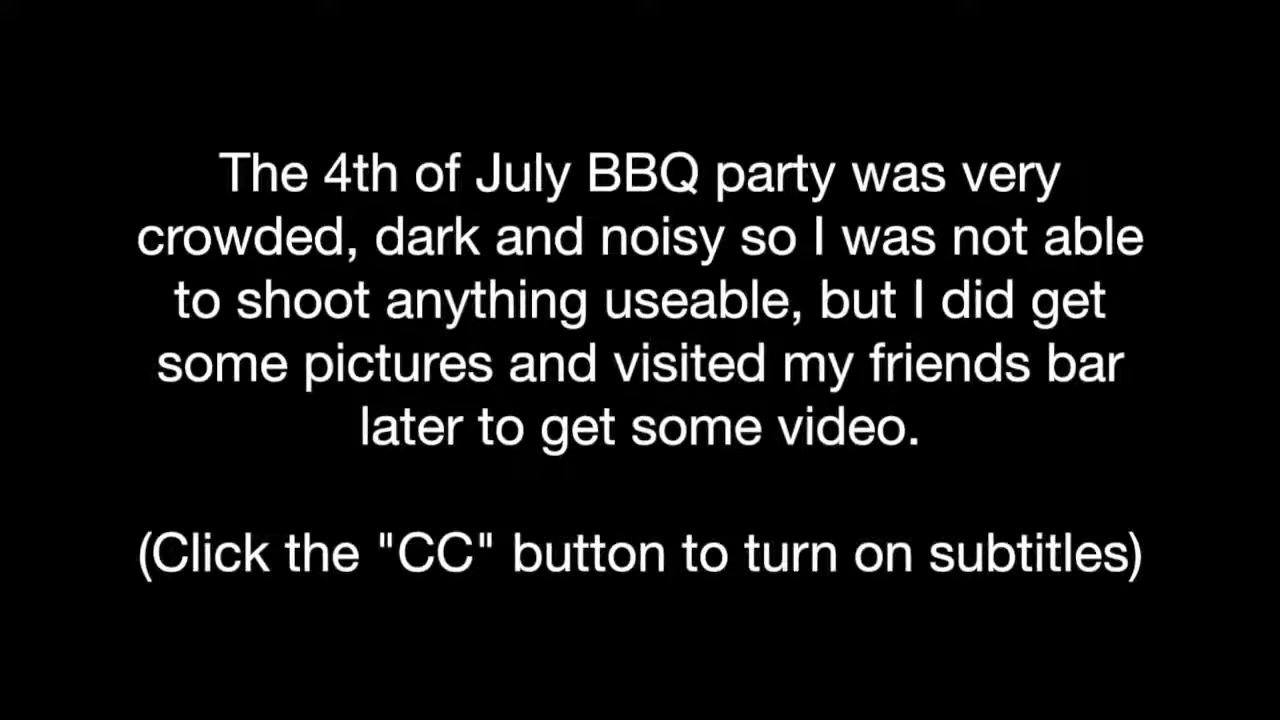 The 4th of July BBQ party was very
crowded, dark and noisy so I was not able
to shoot anything useable, but I did get
some pictures and visited my friends bar
later to get some video.
(Click the "CC" button to turn on subtitles)